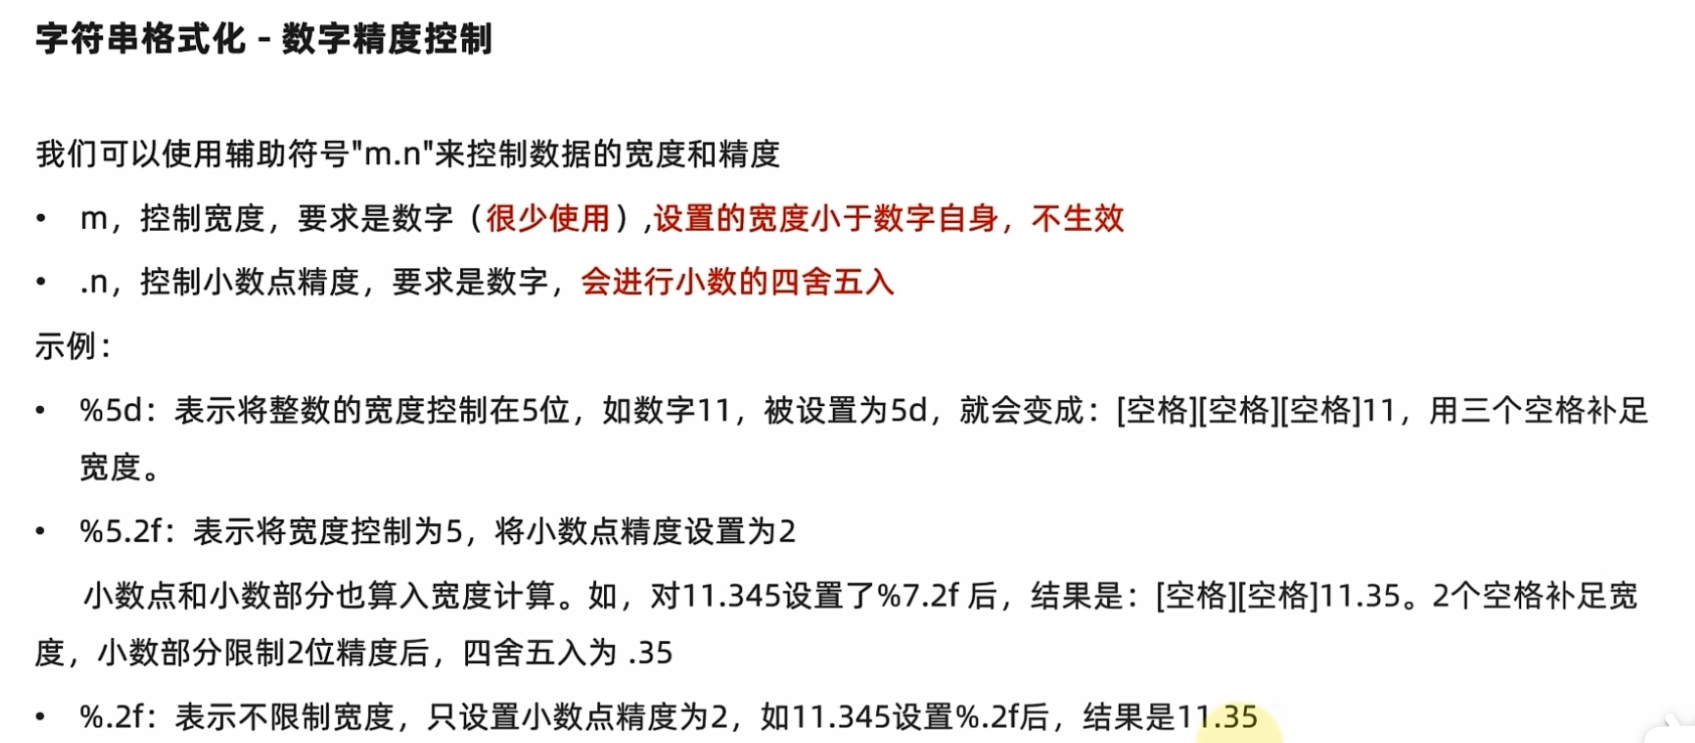 字符串格式化 - 数字精度控制
我们可以使用辅助符号"m.n"来控制数据的宽度和精度
• m，控制宽度，要求是数字（很少使用）,设置的宽度小于数字自身，不生效
• .n，控制小数点精度，要求是数字，会进行小数的四舍五入
示例：
• %5d：表示将整数的宽度控制在5位，如数字11，被设置为5d，就会变成：[空格][空格][空格]11，用三个空格补足
宽度。
• %5.2f：表示将宽度控制为5，将小数点精度设置为2
小数点和小数部分也算入宽度计算。如，对11.345设置了%7.2f 后，结果是：[空格][空格]11.35。2个空格补足宽
度，小数部分限制2位精度后，四舍五入为 .35
• %.2f：表示不限制宽度，只设置小数点精度为2，如11.345设置%.2f后，结果是11.35